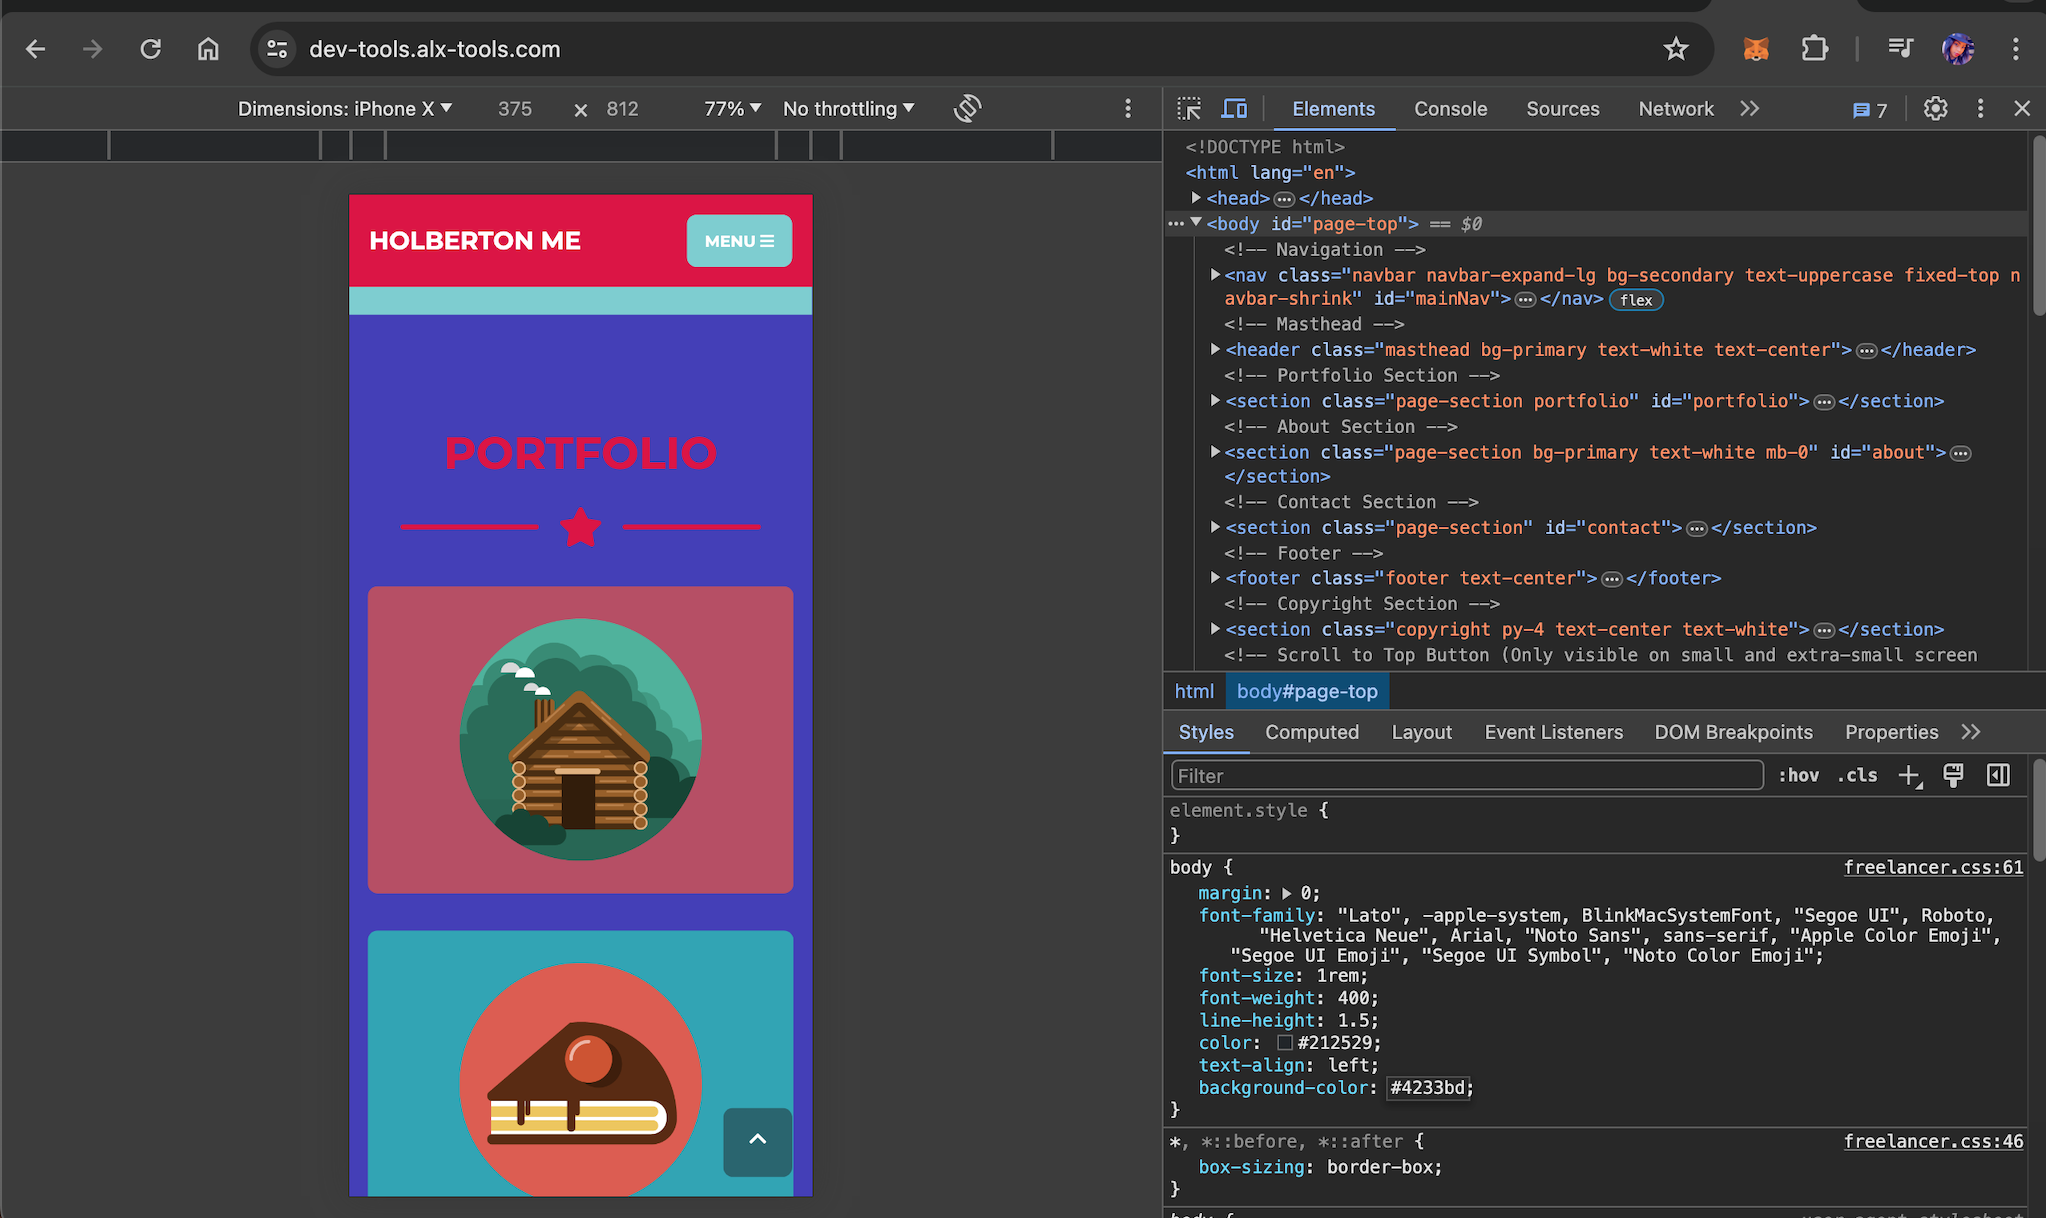 dev-tools.alx-tools.com
Dimensions: iPhone X 375 × 812 77% No throttling
Elements Console Sources Network 7
HOLBERTON ME
MENU
PORTFOLIO
<!DOCTYPE html>
<html lang="en">
<head> … </head>
<body id="page-top"> == $0
<!-- Navigation -->
<nav class="navbar navbar-expand-lg bg-secondary text-uppercase fixed-top n
avbar-shrink" id="mainNav"> … </nav> flex
<!-- Masthead -->
<header class="masthead bg-primary text-white text-center"> … </header>
<!-- Portfolio Section -->
<section class="page-section portfolio" id="portfolio"> … </section>
<!-- About Section -->
<section class="page-section bg-primary text-white mb-0" id="about"> …
</section>
<!-- Contact Section -->
<section class="page-section" id="contact"> … </section>
<!-- Footer -->
<footer class="footer text-center"> … </footer>
<!-- Copyright Section -->
<section class="copyright py-4 text-center text-white"> … </section>
<!-- Scroll to Top Button (Only visible on small and extra-small screen
html body#page-top
Styles Computed Layout Event Listeners DOM Breakpoints Properties
Filter :hov .cls
element.style {
}
body { freelancer.css:61
margin: 0;
font-family: "Lato", -apple-system, BlinkMacSystemFont, "Segoe UI", Roboto,
"Helvetica Neue", Arial, "Noto Sans", sans-serif, "Apple Color Emoji",
"Segoe UI Emoji", "Segoe UI Symbol", "Noto Color Emoji";
font-size: 1rem;
font-weight: 400;
line-height: 1.5;
color: #212529;
text-align: left;
background-color: #4233bd;
}
*, *::before, *::after { freelancer.css:46
box-sizing: border-box;
}